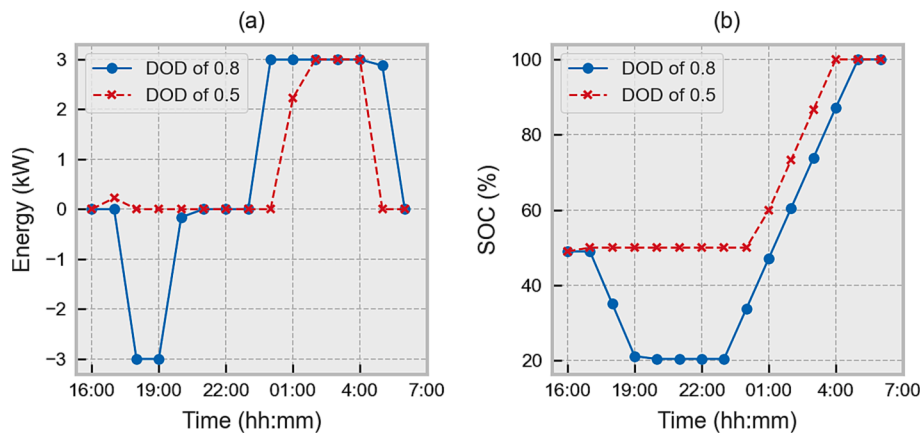 (a)
3
2
1
0
−1
−2
−3
Energy (kW)
DOD of 0.8
DOD of 0.5
16:00 19:00 22:00 01:00 4:00 7:00
Time (hh:mm)
(b)
100
80
60
40
20
SOC (%)
DOD of 0.8
DOD of 0.5
16:00 19:00 22:00 01:00 4:00 7:00
Time (hh:mm)